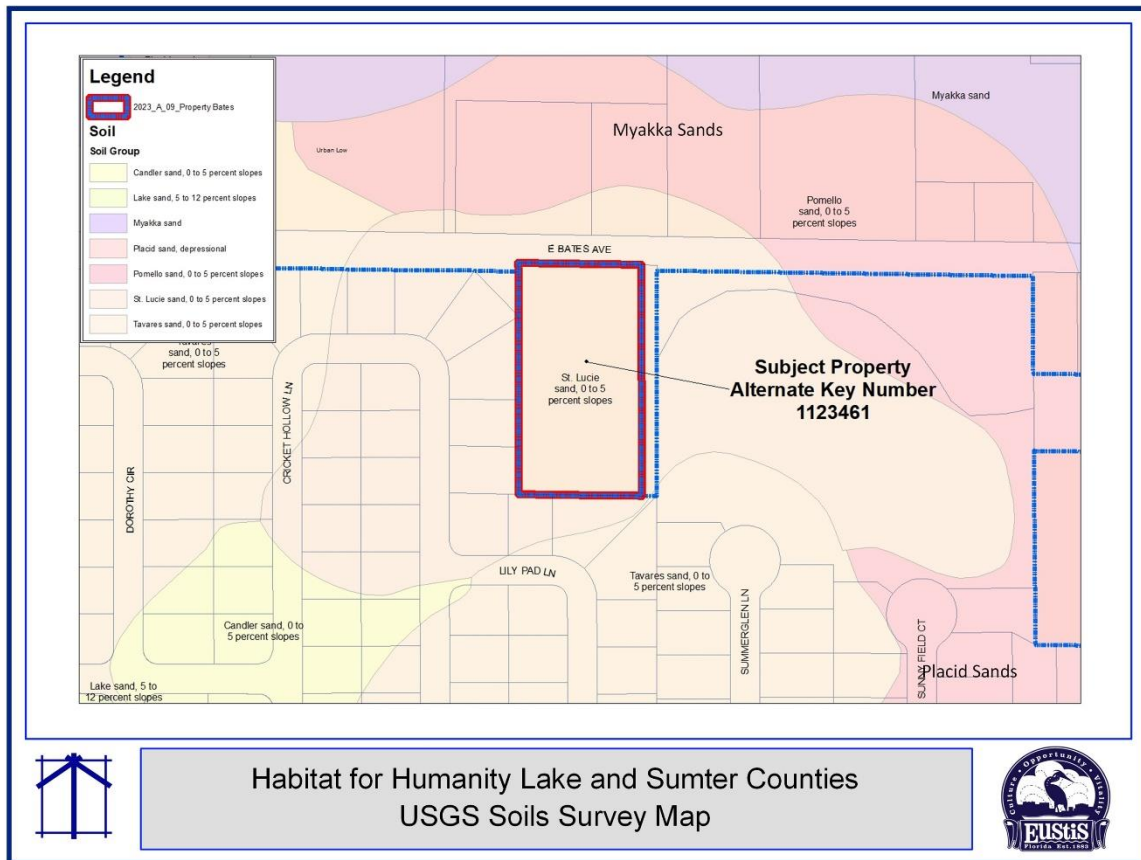 Legend
2023_A_09_Property Bates
Soil
Soil Group
Candler sand, 0 to 5 percent slopes
Lake sand, 5 to 12 percent slopes
Myakka sand
Placid sand, depressional
Pomello sand, 0 to 5 percent slopes
St. Lucie sand, 0 to 5 percent slopes
Tavares sand, 0 to 5 percent slopes
Urban Low
Myakka Sands
Myakka sand
Pomello
sand, 0 to 5
percent slopes
E BATES AVE
sand, 0 to 5
percent slopes
St. Lucie
sand, 0 to 5
percent slopes
Subject Property
Alternate Key Number
1123461
CRICKET HOLLOW LN
DOROTHY CIR
LILY PAD LN
Tavares sand, 0 to
5 percent slopes
SUMMERGLEN LN
SUNNY FIELD CT
Candler sand, 0 to
5 percent slopes
Lake sand, 5 to
12 percent slopes
Placid Sands
Habitat for Humanity Lake and Sumter Counties
USGS Soils Survey Map
Culture • Opportunity • Vitality
EUSTIS
Florida Est.1883